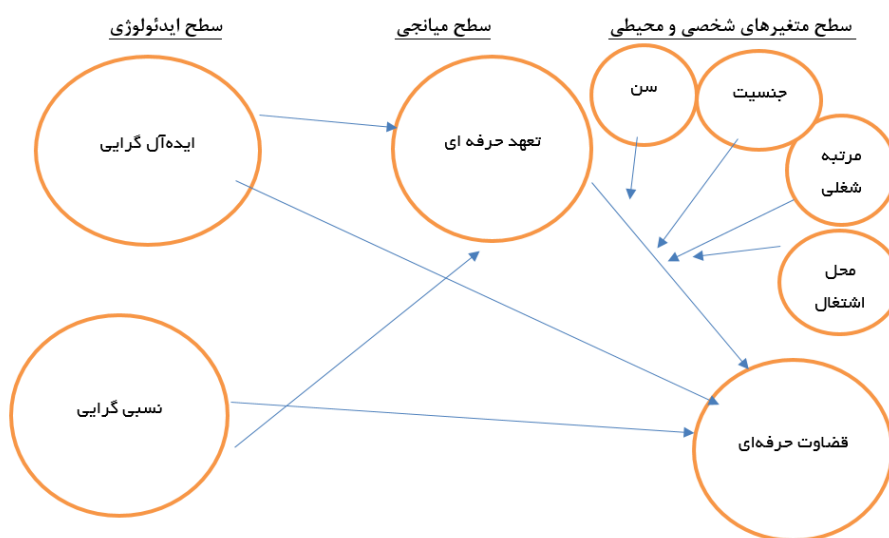 سطح متغیرهای شخصی و محیطی
سطح میانجی
سطح ایدئولوژی
سن
جنسیت
مرتبه
شغلی
محل
اشتغال
تعهد حرفه ای
ایده‌آل گرایی
نسبی گرایی
قضاوت حرفه‌ای